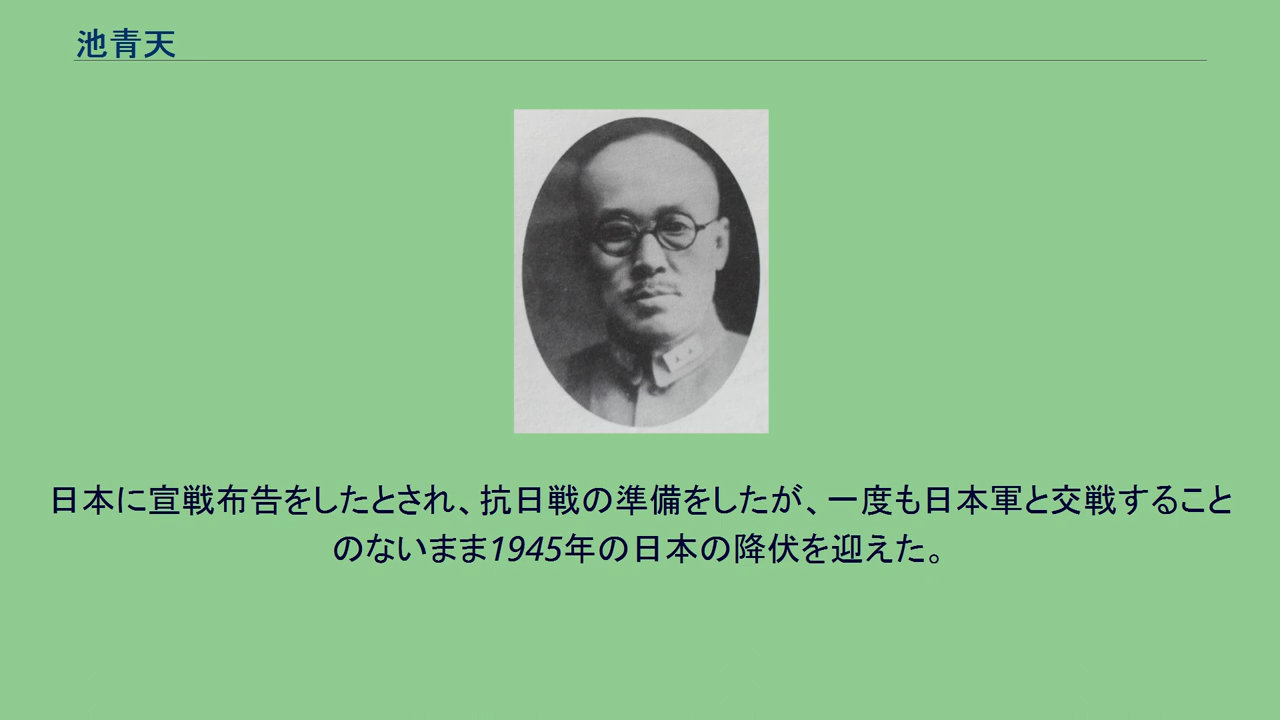 池青天
日本に宣戦布告をしたとされ、抗日戦の準備をしたが、一度も日本軍と交戦すること
のないまま1945年の日本の降伏を迎えた。